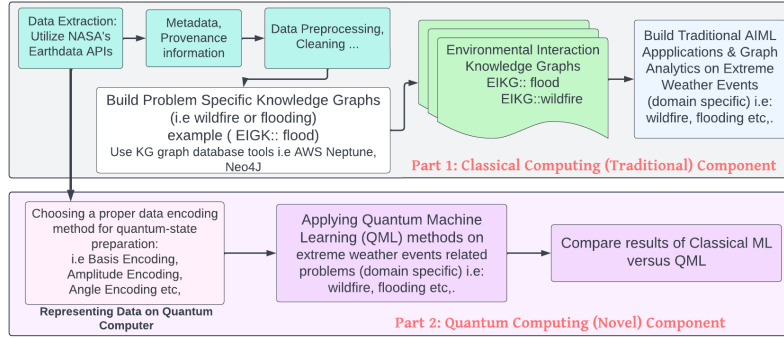 Data Extraction:
Utilize NASA's
Earthdata APIs
Metadata,
Provenance
information
Data Preprocessing,
Cleaning ...
Build Problem Specific Knowledge Graphs
(i.e wildfire or flooding)
example ( EIGK:: flood)
Use KG graph database tools i.e AWS Neptune,
Neo4J
Environmental Interaction
Knowledge Graphs
EIKG:: flood
EIKG::wildfire
Build Traditional AIML
Appplications & Graph
Analytics on Extreme
Weather Events
(domain specific) i.e:
wildfire, flooding etc,.
Part 1: Classical Computing (Traditional) Component
Choosing a proper data encoding
method for quantum-state
preparation:
i.e Basis Encoding,
Amplitude Encoding,
Angle Encoding etc,
Representing Data on Quantum
Computer
Applying Quantum Machine
Learning (QML) methods on
extreme weather events related
problems (domain specific) i.e:
wildfire, flooding etc,.
Compare results of Classical ML
versus QML
Part 2: Quantum Computing (Novel) Component